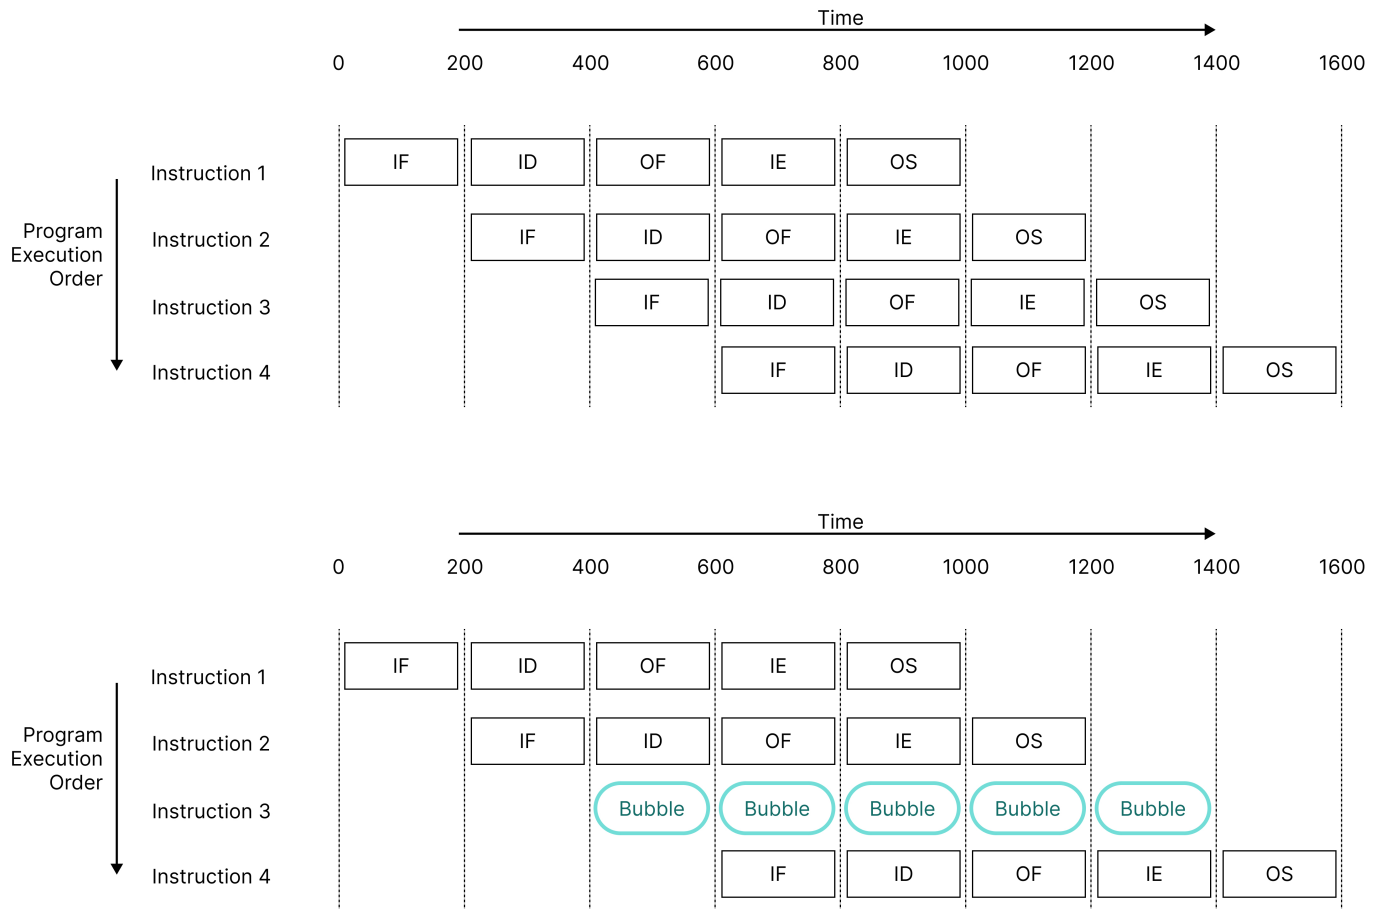 Time
0 200 400 600 800 1000 1200 1400 1600
Instruction 1 IF ID OF IE OS
Program
Execution
Order
Instruction 2 IF ID OF IE OS
Instruction 3 IF ID OF IE OS
Instruction 4 IF ID OF IE OS
Time
0 200 400 600 800 1000 1200 1400 1600
Instruction 1 IF ID OF IE OS
Program
Execution
Order
Instruction 2 IF ID OF IE OS
Instruction 3 Bubble Bubble Bubble Bubble Bubble
Instruction 4 IF ID OF IE OS